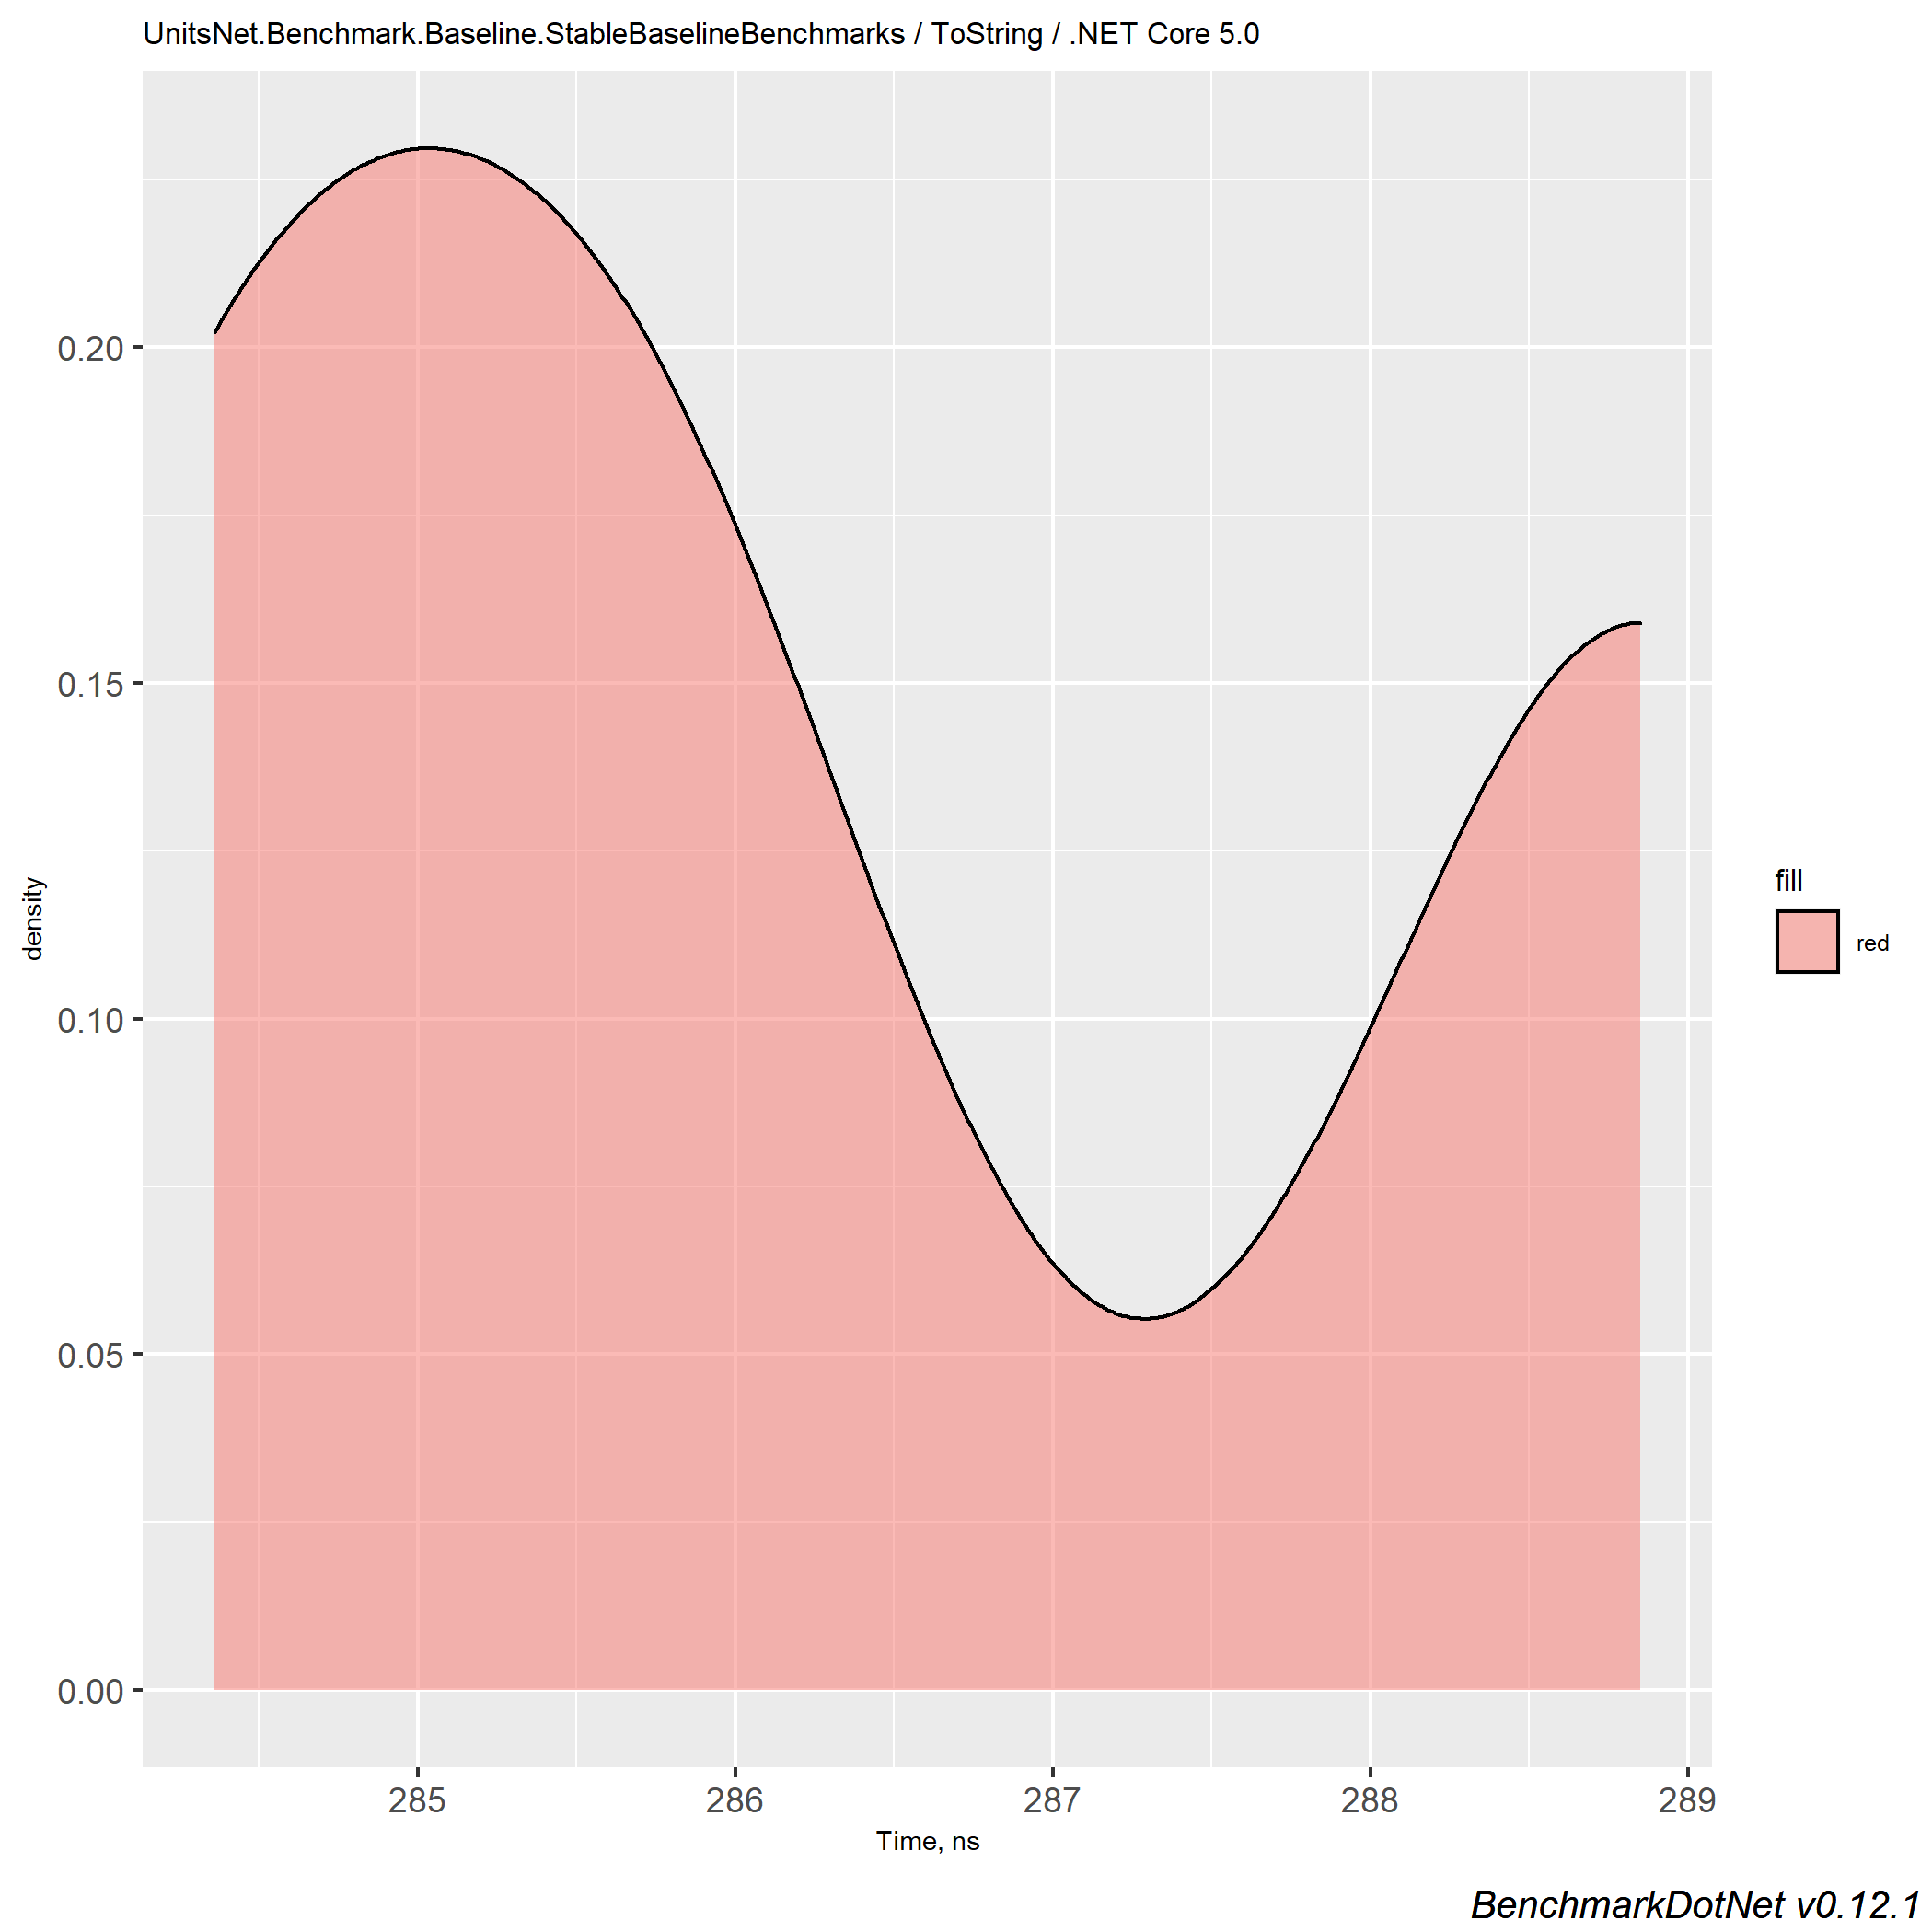 UnitsNet.Benchmark.Baseline.StableBaselineBenchmarks / ToString / .NET Core 5.0
0.20
0.15
0.10
0.05
0.00
density
285 286 287 288 289
Time, ns
fill
red
BenchmarkDotNet v0.12.1